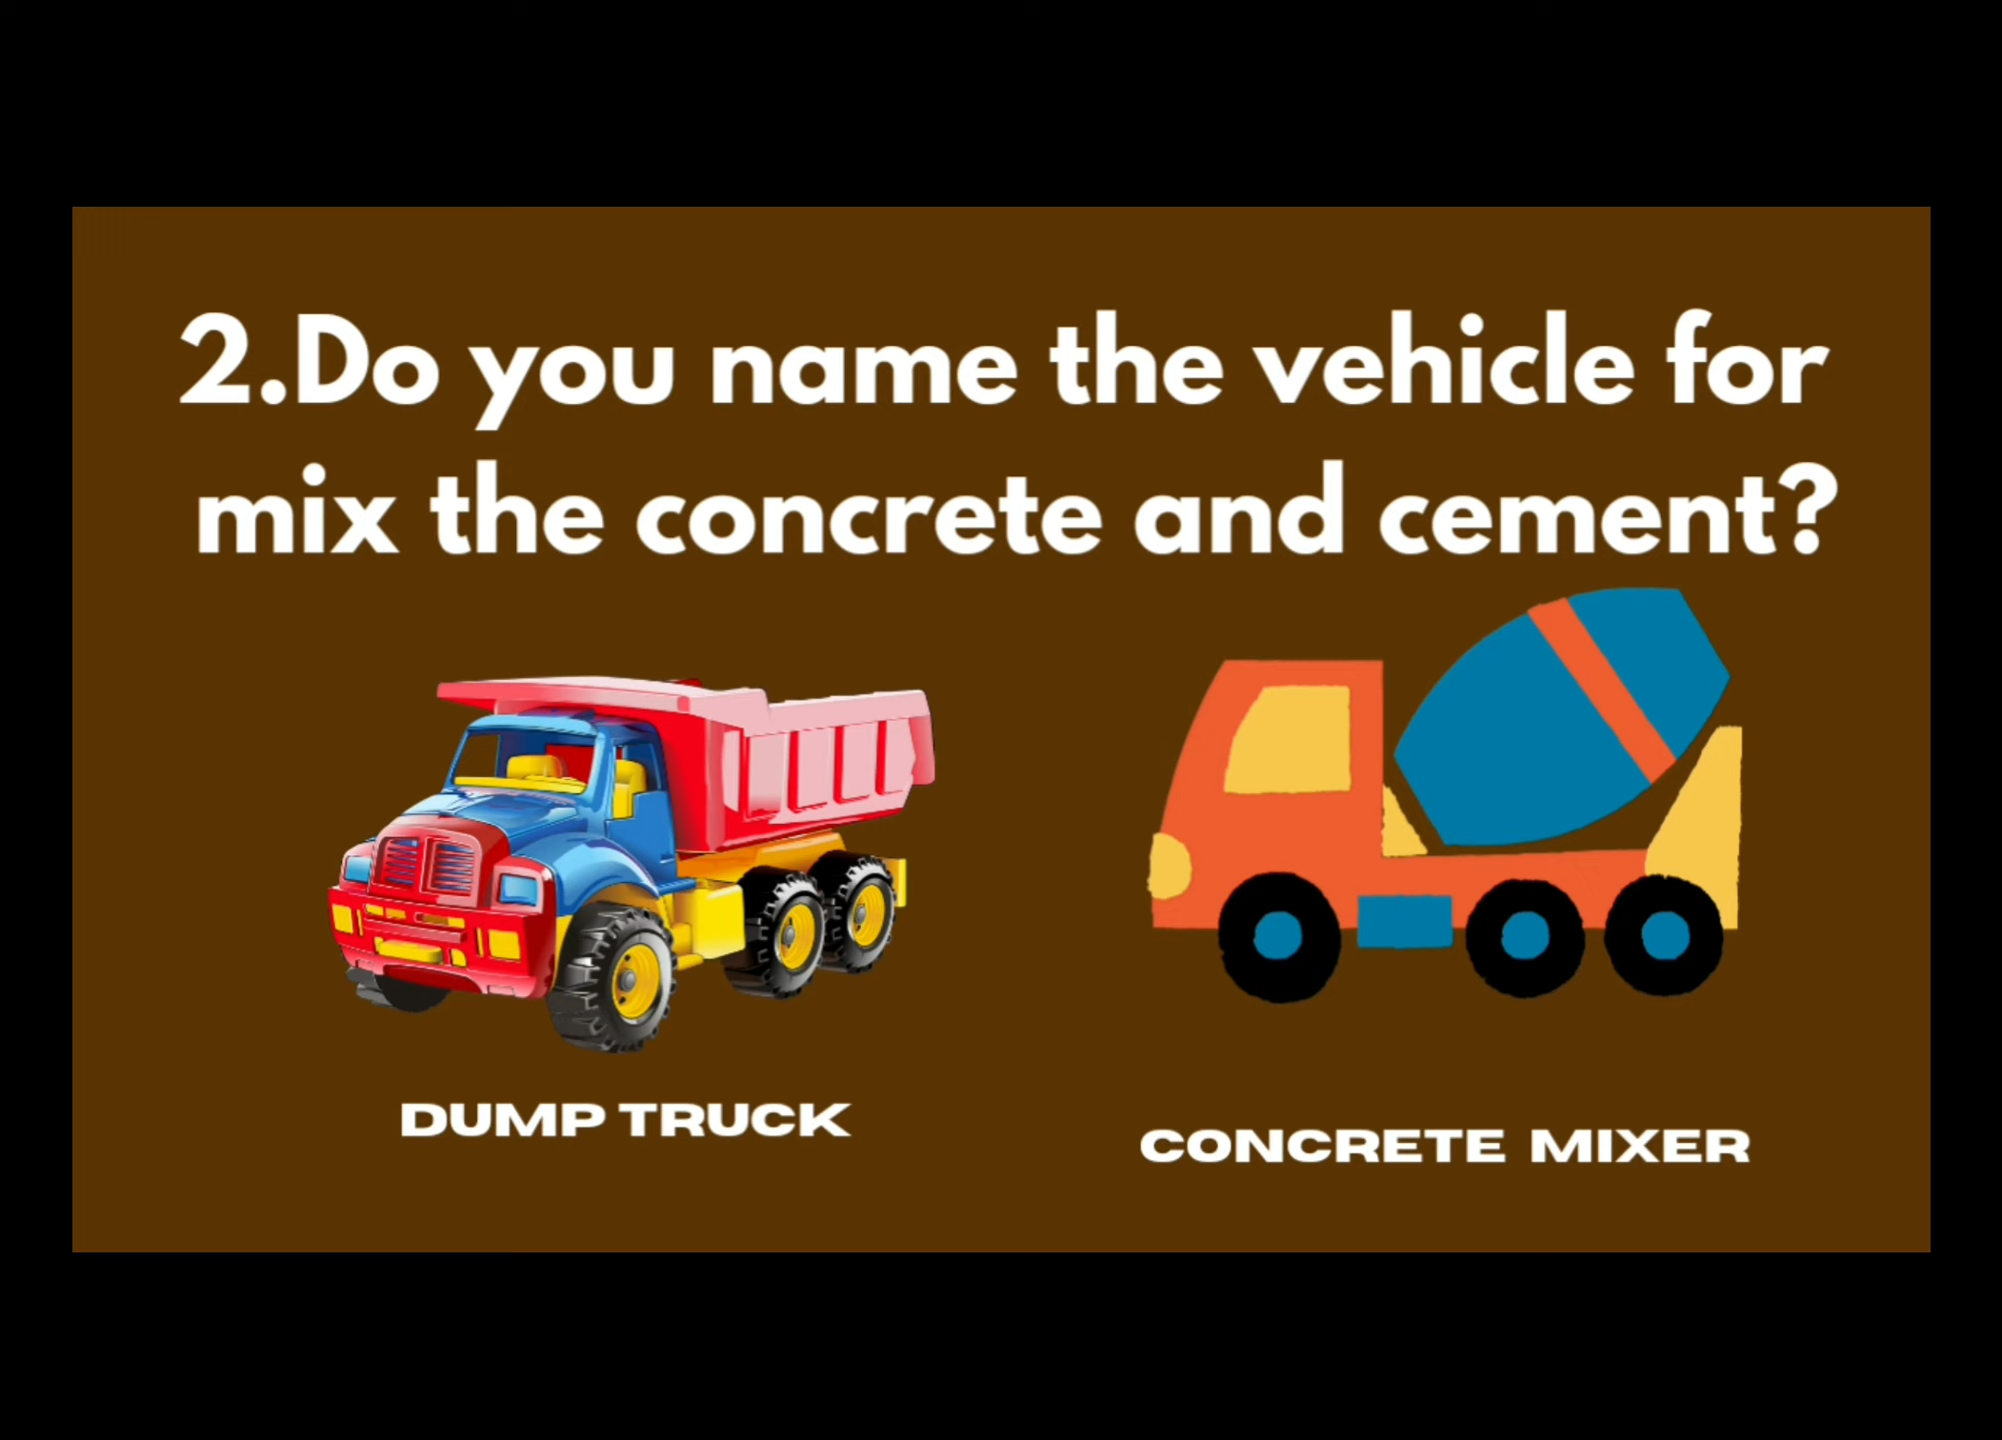 2.Do you name the vehicle for
mix the concrete and cement?
DUMP TRUCK
CONCRETE MIXER